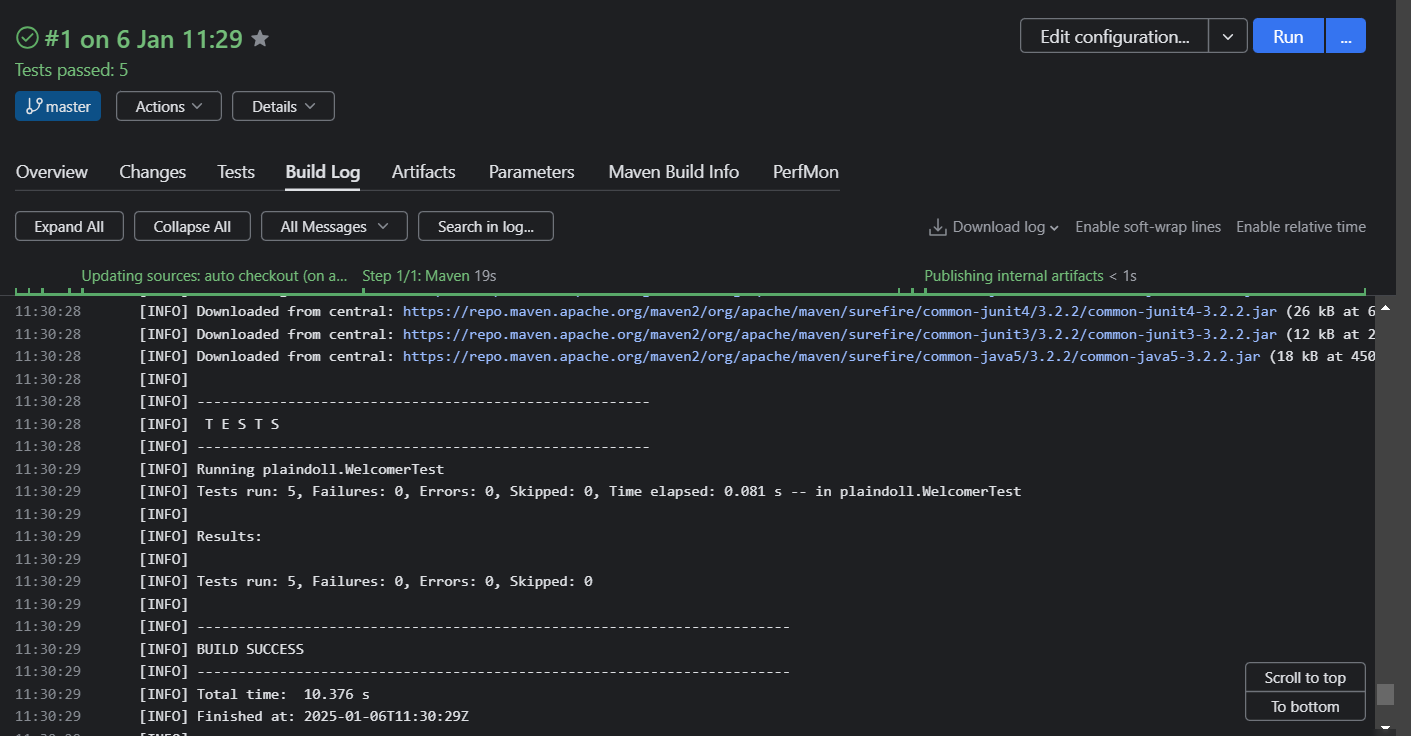 #1 on 6 Jan 11:29
Edit configuration...
Run
...
Tests passed: 5
master
Actions
Details
Overview
Changes
Tests
Build Log
Artifacts
Parameters
Maven Build Info
PerfMon
Expand All
Collapse All
All Messages
Search in log...
Download log
Enable soft-wrap lines
Enable relative time
Updating sources: auto checkout (on a...
Step 1/1: Maven 19s
Publishing internal artifacts < 1s
11:30:28 [INFO] Downloaded from central: https://repo.maven.apache.org/maven2/org/apache/maven/surefire/common-junit4/3.2.2/common-junit4-3.2.2.jar (26 kB at 6
11:30:28 [INFO] Downloaded from central: https://repo.maven.apache.org/maven2/org/apache/maven/surefire/common-junit3/3.2.2/common-junit3-3.2.2.jar (12 kB at 2
11:30:28 [INFO] Downloaded from central: https://repo.maven.apache.org/maven2/org/apache/maven/surefire/common-java5/3.2.2/common-java5-3.2.2.jar (18 kB at 450
11:30:28 [INFO]
11:30:28 [INFO] -------------------------------------------------------
11:30:28 [INFO]  T E S T S
11:30:28 [INFO] -------------------------------------------------------
11:30:29 [INFO] Running plaindoll.WelcomerTest
11:30:29 [INFO] Tests run: 5, Failures: 0, Errors: 0, Skipped: 0, Time elapsed: 0.081 s -- in plaindoll.WelcomerTest
11:30:29 [INFO]
11:30:29 [INFO] Results:
11:30:29 [INFO]
11:30:29 [INFO] Tests run: 5, Failures: 0, Errors: 0, Skipped: 0
11:30:29 [INFO]
11:30:29 [INFO] ------------------------------------------------------------------------
11:30:29 [INFO] BUILD SUCCESS
11:30:29 [INFO] ------------------------------------------------------------------------
11:30:29 [INFO] Total time:  10.376 s
11:30:29 [INFO] Finished at: 2025-01-06T11:30:29Z
Scroll to top
To bottom